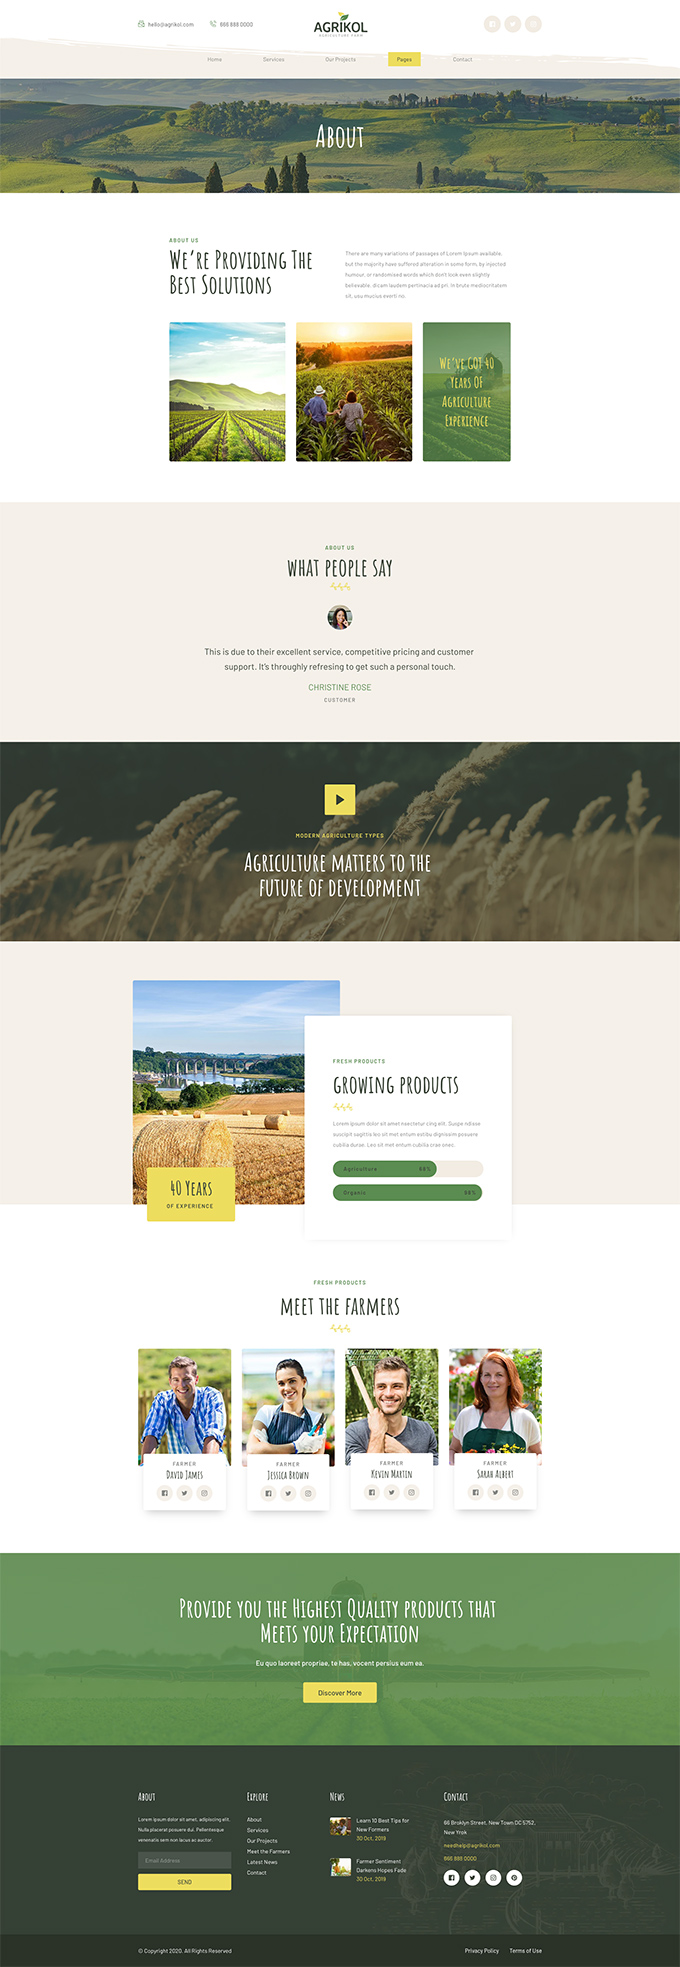 hello@agrikol.com
666 888 0000
AGRIKOL
AGRICULTURE FARM
Home
Services
Our Projects
Pages
Contact
About
ABOUT US
We're Providing The
Best Solutions
There are many variations of passages of Lorem Ipsum available,
but the majority have suffered alteration in some form, by injected
humour, or randomised words which don't look even slightly
believable. dicam laudem pertinacia ad pri. In brute mediocritatem
sit, usu mucius everti no.
We've GOT 40
Years Of
Agriculture
Experience
ABOUT US
what people say
This is due to their excellent service, competitive pricing and customer
support. It's throughly refresing to get such a personal touch.
CHRISTINE ROSE
CUSTOMER
MODERN AGRICULTURE TYPES
Agriculture matters to the
future of development
FRESH PRODUCTS
growing products
Lorem ipsum dolor sit amet nsectetur cing elit. Suspe ndisse
suscipit sagittis leo sit met entum estibu dignissim posuere
cubilia durae. Leo sit met entum cubilia crae onec.
Agriculture
Organic
98%
40 Years
OF EXPERIENCE
FRESH PRODUCTS
meet the farmers
FARMER
David James
FARMER
Jessica Brown
FARMER
Kevin Martin
FARMER
Sarah Albert
Provide you the Highest Quality products that
Meets your Expectation
Eu quo laoreet propriae, te has, vocent persius eum ea.
Discover More
About
Lorem ipsum dolor sit amet, adipiscing elit.
Nulla placerat posuere dui. Pellentesque
venenatis sem non lacus ac auctor.
Email Address
SEND
Explore
About
Services
Our Projects
Meet the Farmers
Latest News
Contact
News
Learn 10 Best Tips for
New Formers
30 Oct, 2019
Farmer Sentiment
Darkens Hopes Fade
30 Oct, 2019
Contact
66 Broklyn Street, New Town DC 5752,
New Yrok
needhelp@agrikol.com
666 888 0000
© Copyright 2020. All Rights Reserved
Privacy Policy
Terms of Use